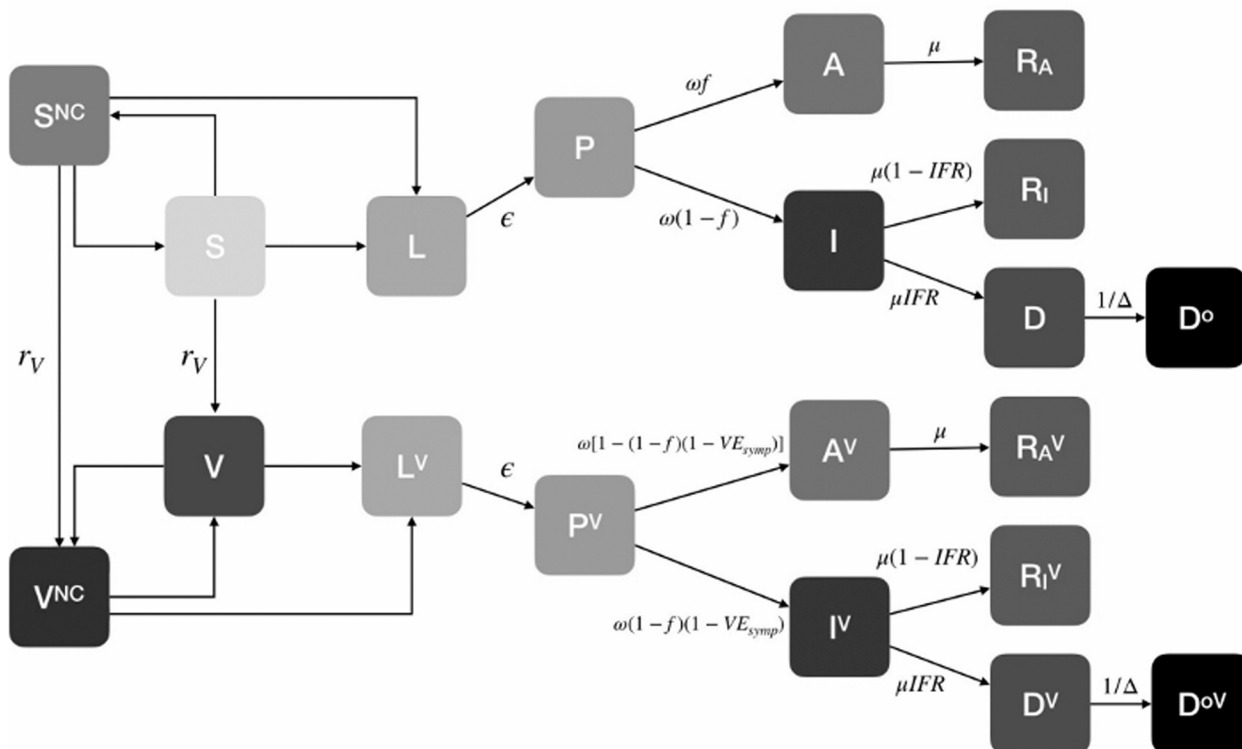 A
μ
R_A
S^NC
ωf
P
μ(1 − IFR)
R_I
ϵ
ω(1 − f)
I
S
L
μIFR
D
1/Δ
D^o
r_V
r_V
ω[1 − (1 − f)(1 − VE_symp)]
A^V
μ
R_A^V
V
L^V
ϵ
P^V
μ(1 − IFR)
R_I^V
V^NC
ω(1 − f)(1 − VE_symp)
I^V
μIFR
D^V
1/Δ
D^oV